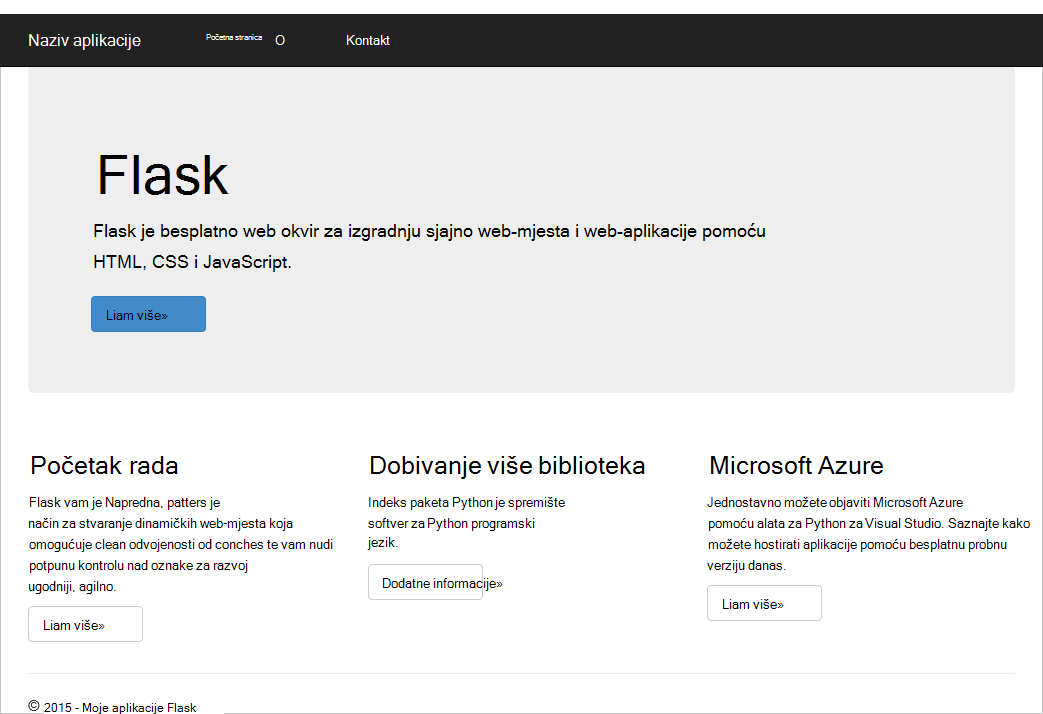 Naziv aplikacije Početna stranica O Kontakt
Flask
Flask je besplatno web okvir za izgradnju sjajno web-mjesta i web-aplikacije pomoću
HTML, CSS i JavaScript.
Liam više»
Početak rada
Flask vam je Napredna, patters je
način za stvaranje dinamičkih web-mjesta koja
omogućuje clean odvojenosti od conches te vam nudi
potpunu kontrolu nad oznake za razvoj
ugodniji, agilno.
Liam više»
Dobivanje više biblioteka
Indeks paketa Python je spremište
softver za Python programski
jezik.
Dodatne informacije»
Microsoft Azure
Jednostavno možete objaviti Microsoft Azure
pomoću alata za Python za Visual Studio. Saznajte kako
možete hostirati aplikacije pomoću besplatnu probnu
verziju danas.
Liam više»
© 2015 - Moje aplikacije Flask